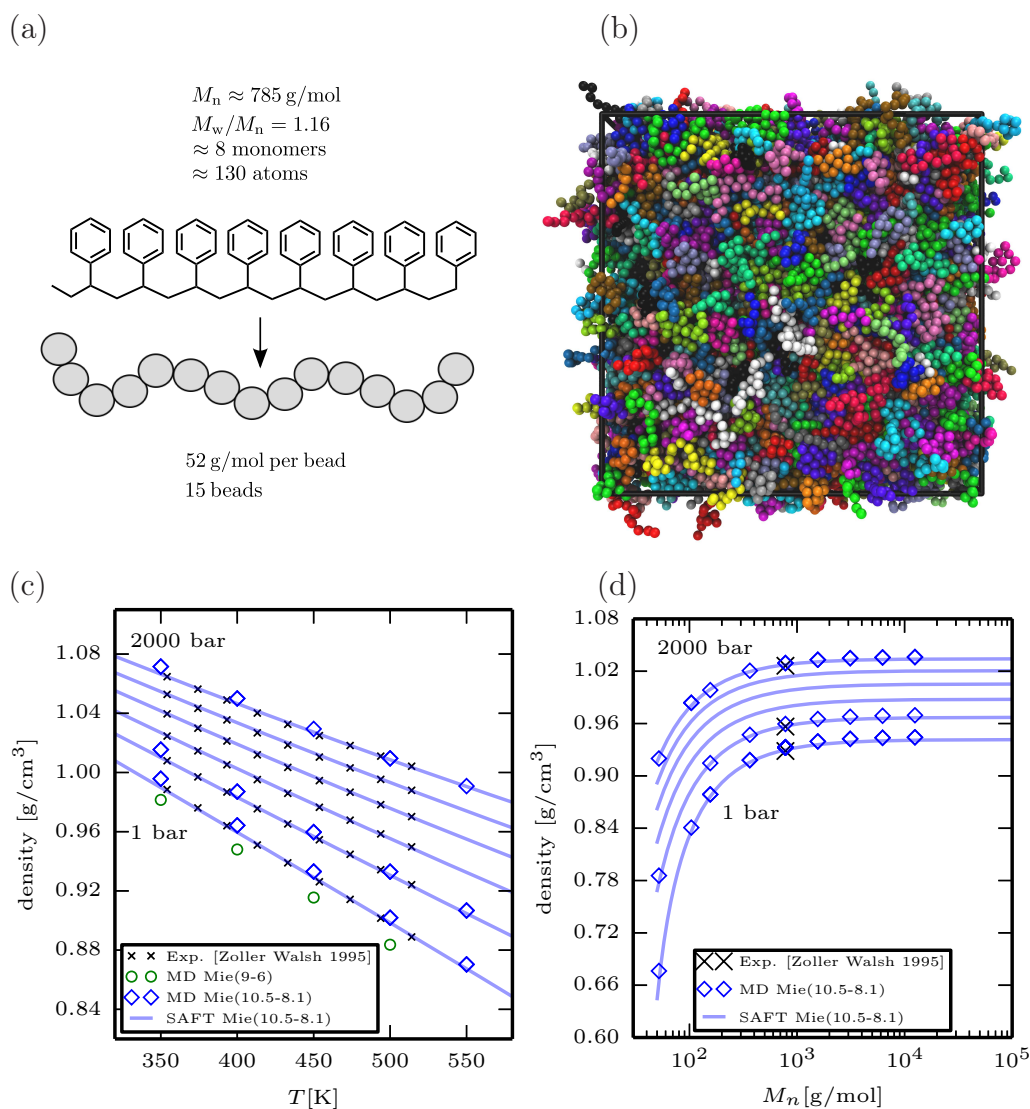 (a)
(b)
Mn ≈ 785 g/mol
Mw/Mn = 1.16
≈ 8 monomers
≈ 130 atoms
52 g/mol per bead
15 beads
(c)
(d)
2000 bar
1 bar
1.08
1.04
1.00
0.96
0.92
0.88
0.84
density [g/cm³]
Exp. [Zoller Walsh 1995]
MD Mie(9-6)
MD Mie(10.5-8.1)
SAFT Mie(10.5-8.1)
350 400 450 500 550
T[K]
1.08
1.02
0.96
0.90
0.84
0.78
0.72
0.66
0.60
density [g/cm³]
2000 bar
1 bar
Exp. [Zoller Walsh 1995]
MD Mie(10.5-8.1)
SAFT Mie(10.5-8.1)
10² 10³ 10⁴ 10⁵
Mn[g/mol]